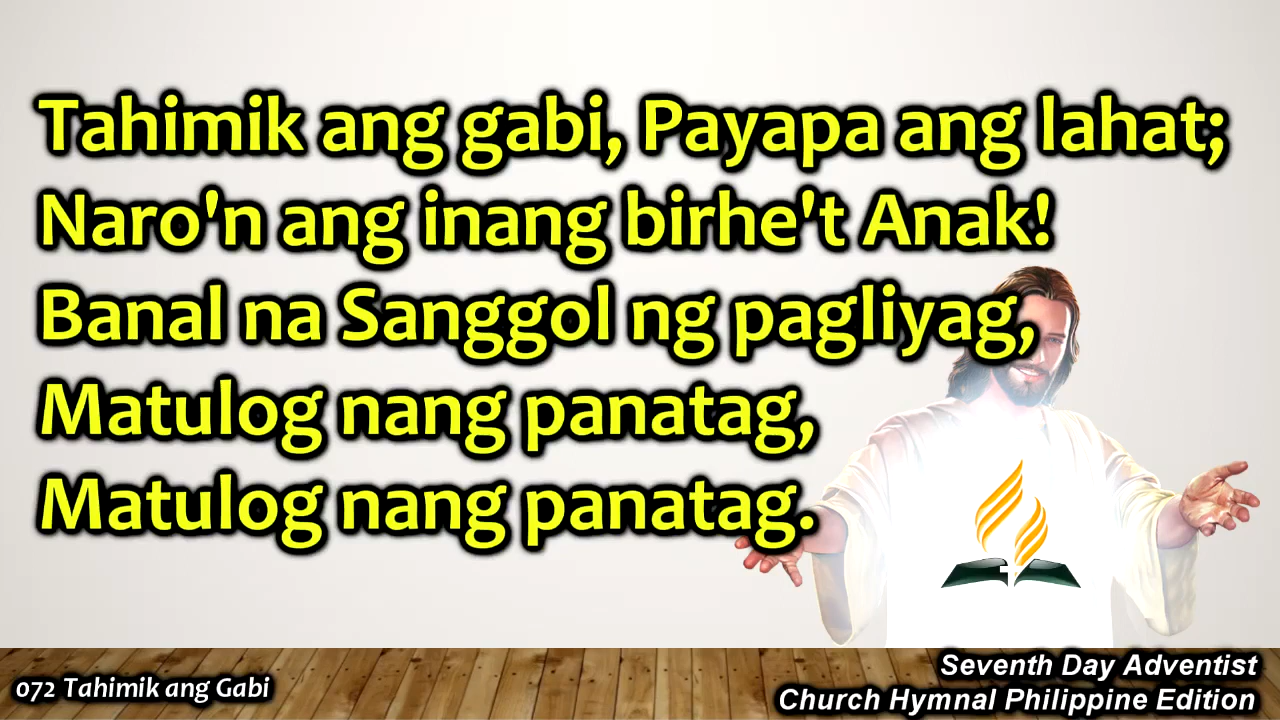 Tahimik ang gabi, Payapa ang lahat;
Naro'n ang inang birhe't Anak!
Banal na Sanggol ng pagliyag,
Matulog nang panatag,
Matulog nang panatag.
072 Tahimik ang Gabi
Seventh Day Adventist
Church Hymnal Philippine Edition